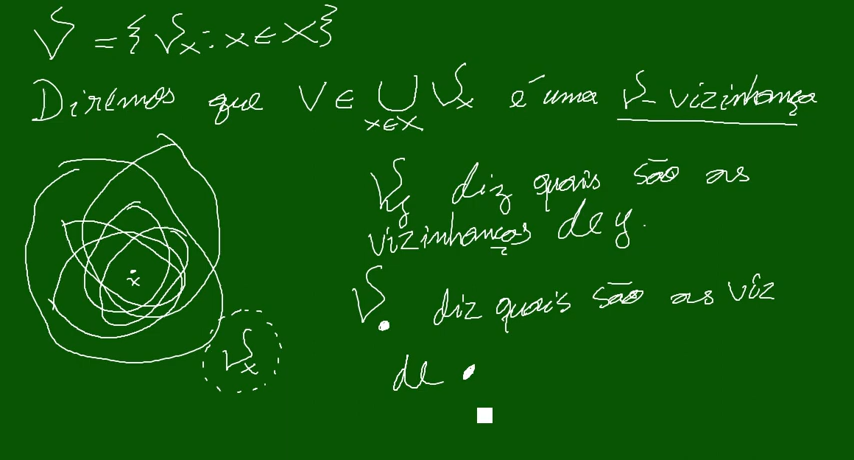 𝒱 = { 𝒱ₓ : x ∈ X }
Diremos que V ∈ ⋃_{x∈X} 𝒱ₓ é uma 𝒱-vizinhança
𝒱_y diz quais são as
vizinhanças de y.
x
𝒱. diz quais são as viz
𝒱ₓ
de •